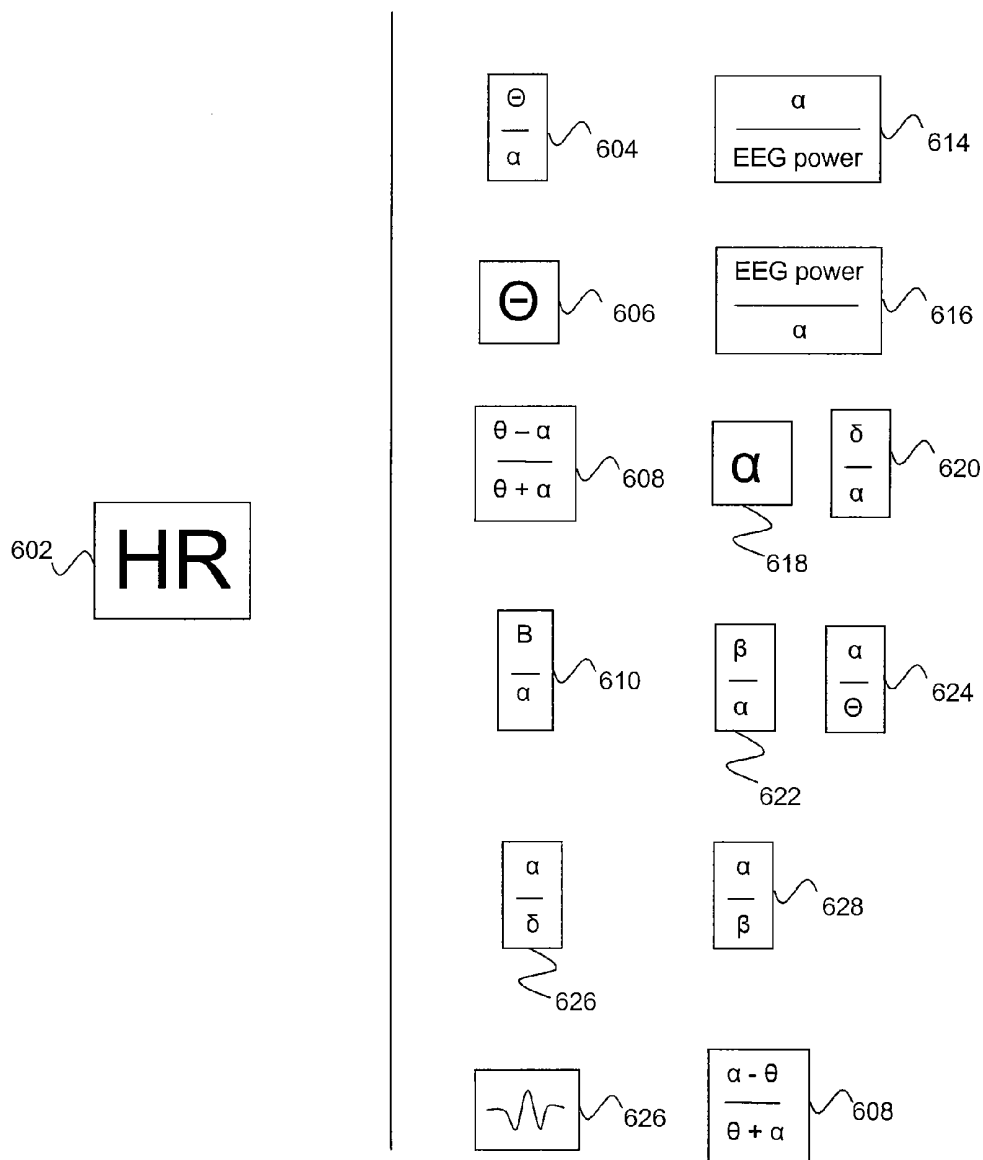 Θ
α
604
α
EEG power
614
Θ
606
EEG power
α
616
θ – α
θ + α
608
α
618
δ
α
620
602
HR
B
α
610
β
α
622
α
Θ
624
α
δ
626
α
β
628
626
α - θ
θ + α
608